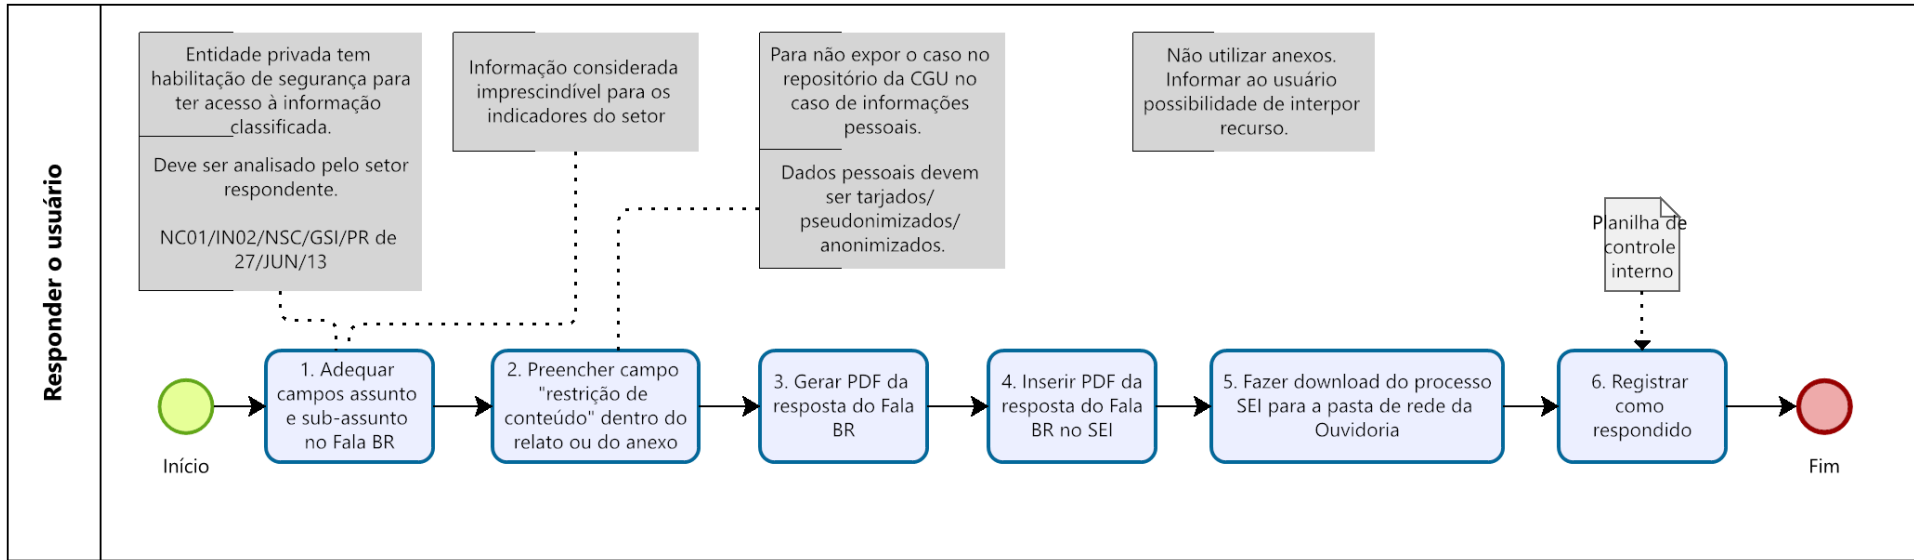 Responder o usuário
Entidade privada tem
habilitação de segurança para
ter acesso à informação
classificada.
Deve ser analisado pelo setor
respondente.
NC01/IN02/NSC/GSI/PR de
27/JUN/13
Informação considerada
imprescindível para os
indicadores do setor
Para não expor o caso no
repositório da CGU no
caso de informações
pessoais.
Dados pessoais devem
ser tarjados/
pseudonimizados/
anonimizados.
Não utilizar anexos.
Informar ao usuário
possibilidade de interpor
recurso.
Planilha de
controle
interno
Início
1. Adequar
campos assunto
e sub-assunto
no Fala BR
2. Preencher campo
"restrição de
conteúdo" dentro do
relato ou do anexo
3. Gerar PDF da
resposta do Fala
BR
4. Inserir PDF da
resposta do Fala
BR no SEI
5. Fazer download do processo
SEI para a pasta de rede da
Ouvidoria
6. Registrar
como
respondido
Fim